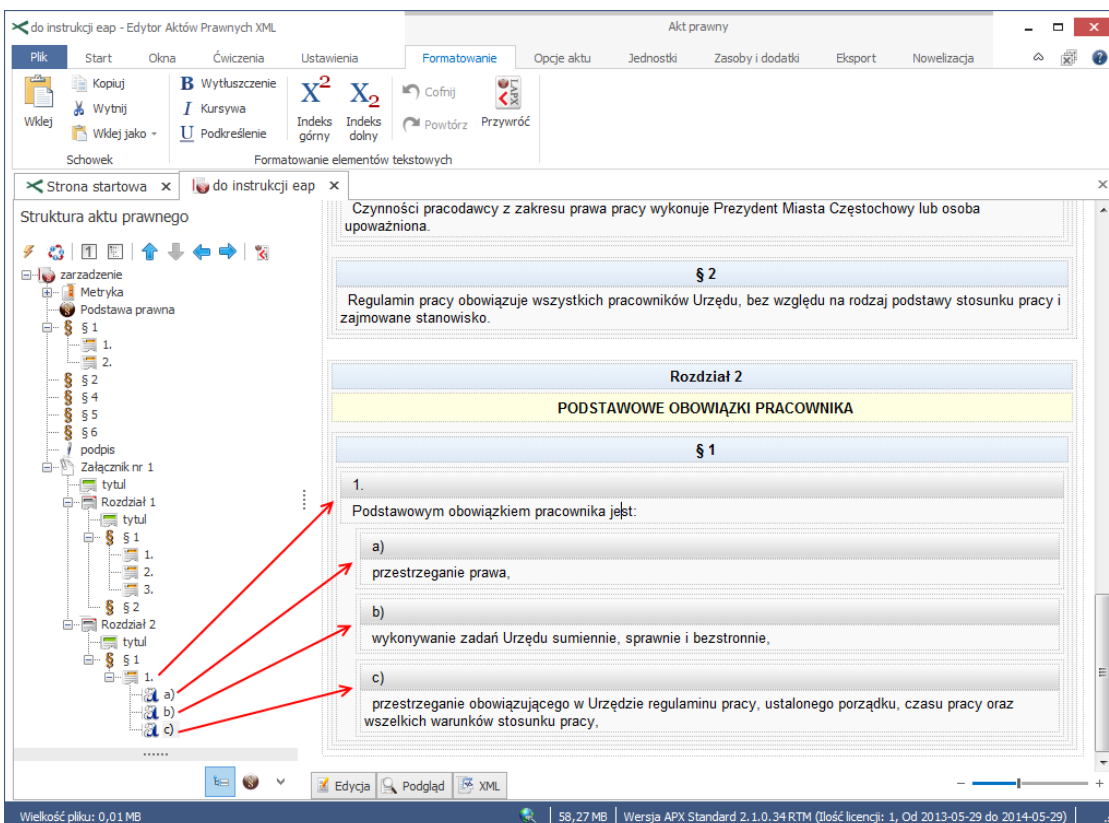 do instrukcji eap - Edytor Aktów Prawnych XML
Akt prawny
Plik Start Okna Ćwiczenia Ustawienia Formatowanie Opcje aktu Jednostki Zasoby i dodatki Eksport Nowelizacja
Wklej
Kopiuj
Wytnij
Wklej jako
Schowek
B Wytłuszczenie
I Kursywa
U Podkreślenie
X2 Indeks górny
X2 Indeks dolny
Formatowanie elementów tekstowych
Cofnij
Powtórz
LAPX
Przywróć
Strona startowa x
do instrukcji eap x
Struktura aktu prawnego
zarzadzenie
Metryka
Podstawa prawna
§ 1
1.
2.
§ 2
§ 4
§ 5
§ 6
podpis
Załącznik nr 1
tytul
Rozdział 1
tytul
§ 1
1.
2.
3.
§ 2
Rozdział 2
tytul
§ 1
1.
a)
b)
c)
Czynności pracodawcy z zakresu prawa pracy wykonuje Prezydent Miasta Częstochowy lub osoba
upoważniona.
§ 2
Regulamin pracy obowiązuje wszystkich pracowników Urzędu, bez względu na rodzaj podstawy stosunku pracy i
zajmowane stanowisko.
Rozdział 2
PODSTAWOWE OBOWIĄZKI PRACOWNIKA
§ 1
1.
Podstawowym obowiązkiem pracownika jest:
a)
przestrzeganie prawa,
b)
wykonywanie zadań Urzędu sumiennie, sprawnie i bezstronnie,
c)
przestrzeganie obowiązującego w Urzędzie regulaminu pracy, ustalonego porządku, czasu pracy oraz
wszelkich warunków stosunku pracy,
Edycja Podgląd XML
Wielkość pliku: 0,01 MB
58,27 MB
Wersja APX Standard 2.1.0.34 RTM (Ilość licencji: 1, Od 2013-05-29 do 2014-05-29)